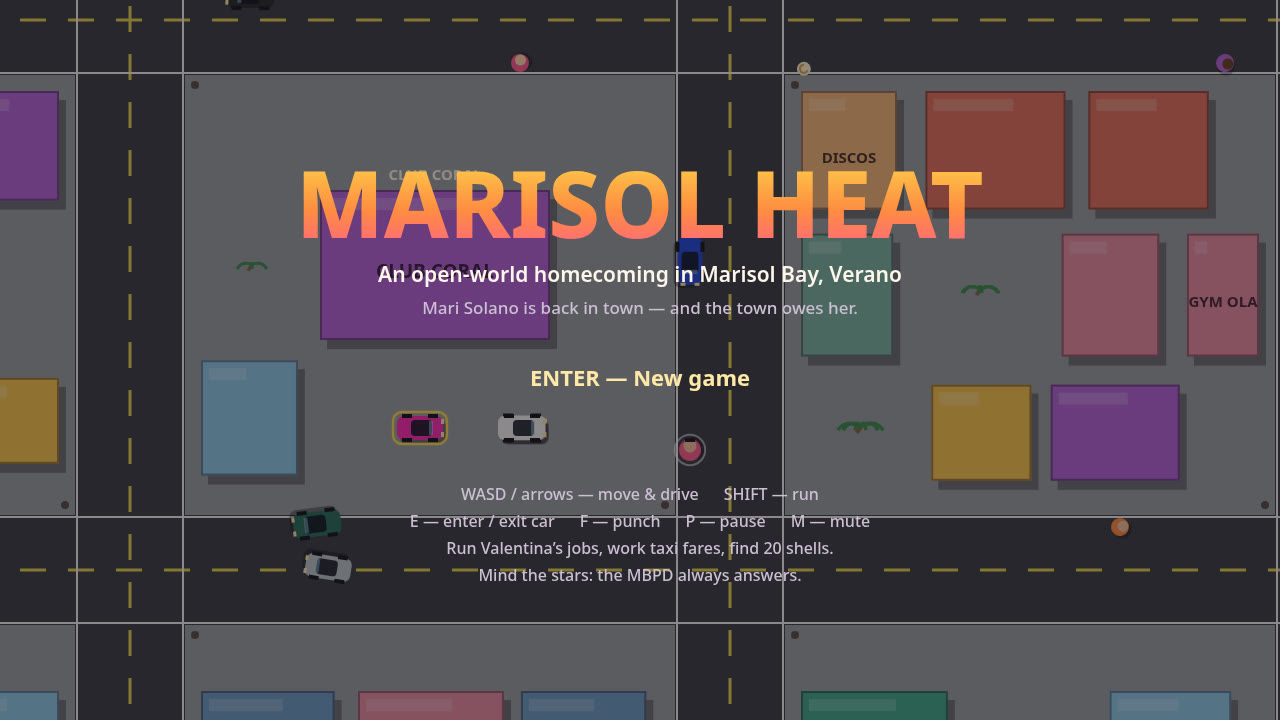 DISCOS
CLUB CORAL
MARISOL HEAT
CLUB CORAL
An open-world homecoming in Marisol Bay, Verano
GYM OLA
Mari Solano is back in town — and the town owes her.
ENTER — New game
WASD / arrows — move & drive SHIFT — run
E — enter / exit car F — punch P — pause M — mute
Run Valentina’s jobs, work taxi fares, find 20 shells.
Mind the stars: the MBPD always answers.